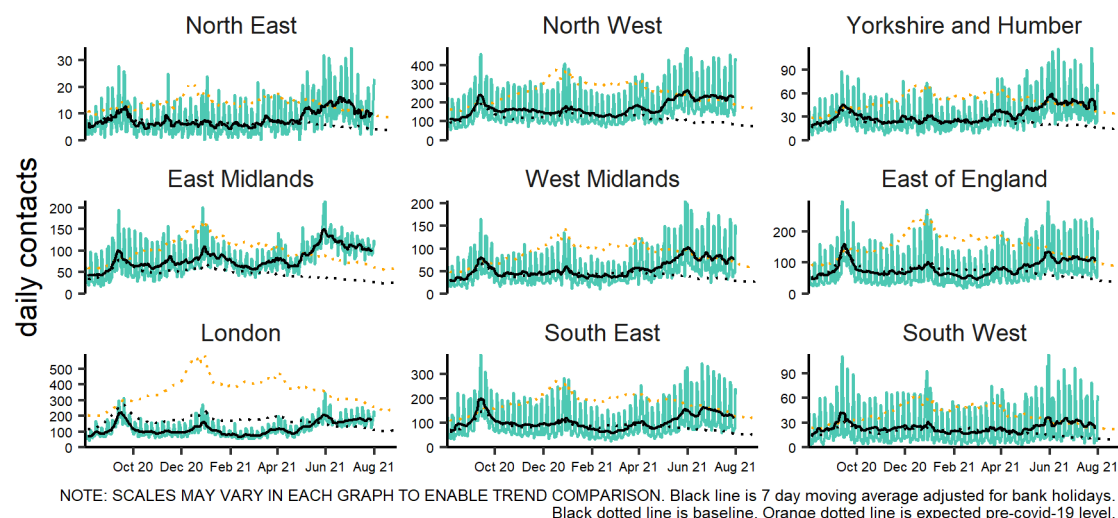 North East
North West
Yorkshire and Humber
30
20
10
0
400
300
200
100
0
90
60
30
0
daily contacts
East Midlands
West Midlands
East of England
200
150
100
50
0
200
150
100
50
0
200
100
0
London
South East
South West
500
400
300
200
100
0
300
200
100
0
90
60
30
0
Oct 20 Dec 20 Feb 21 Apr 21 Jun 21 Aug 21
Oct 20 Dec 20 Feb 21 Apr 21 Jun 21 Aug 21
Oct 20 Dec 20 Feb 21 Apr 21 Jun 21 Aug 21
NOTE: SCALES MAY VARY IN EACH GRAPH TO ENABLE TREND COMPARISON. Black line is 7 day moving average adjusted for bank holidays.
Black dotted line is baseline. Orange dotted line is expected pre-covid-19 level.